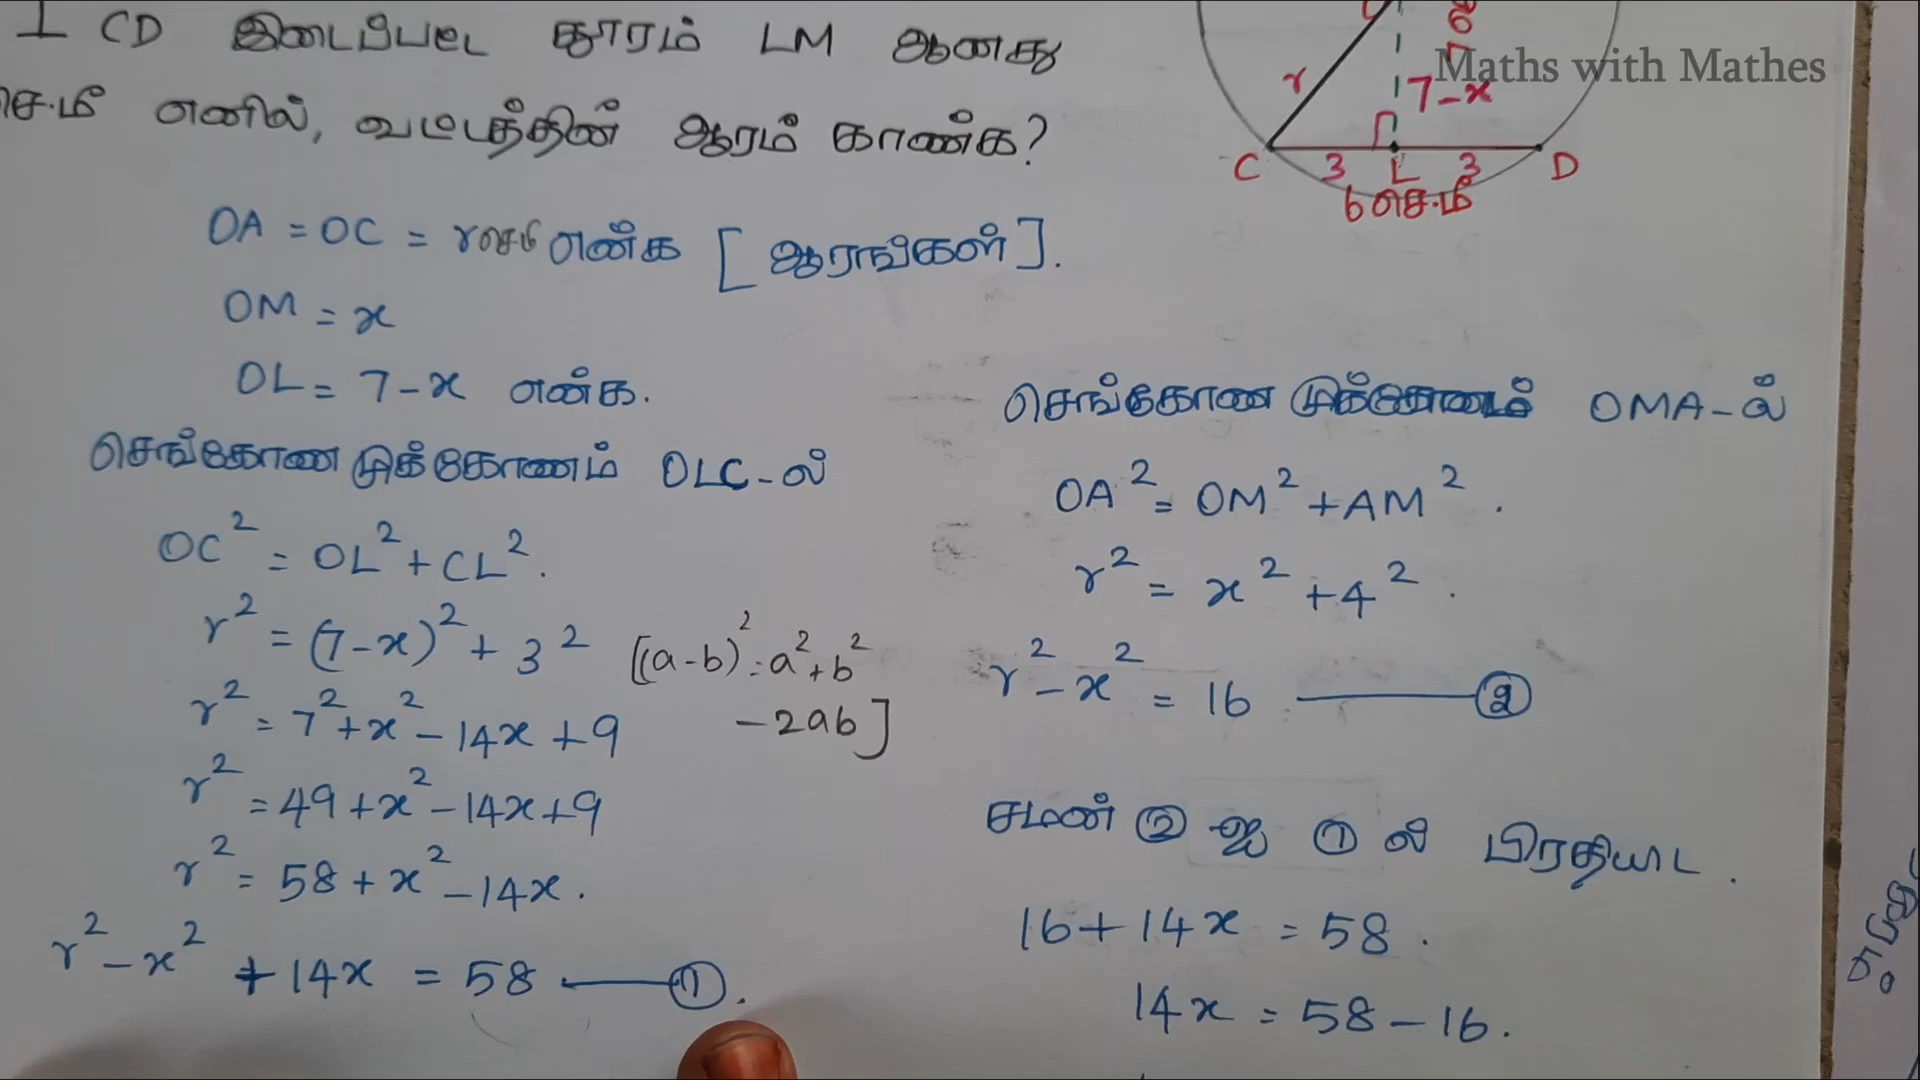 ⊥ CD இடைப்பட்ட தூரம் LM ஆனது
செ.மீ எனில், வட்டத்தின் ஆரம் காண்க?
Maths with Mathes
r
7-x
C 3 L 3 D
6 செ.மீ
OA = OC = r செ.மீ என்க [ஆரங்கள்].
OM = x
OL = 7-x என்க.
செங்கோண முக்கோணம் OLC-ல்
OC² = OL² + CL².
r² = (7-x)² + 3² [(a-b)² = a² + b²
-2ab]
r² = 7² + x² - 14x + 9
r² = 49 + x² - 14x + 9
r² = 58 + x² - 14x.
r² - x² + 14x = 58 —— ①.
செங்கோண முக்கோணம் OMA-ல்
OA² = OM² + AM².
r² = x² + 4².
r² - x² = 16 —— ②
சமன் ② ஐ ① ல் பிரதியிட.
16 + 14x = 58.
14x = 58 - 16.